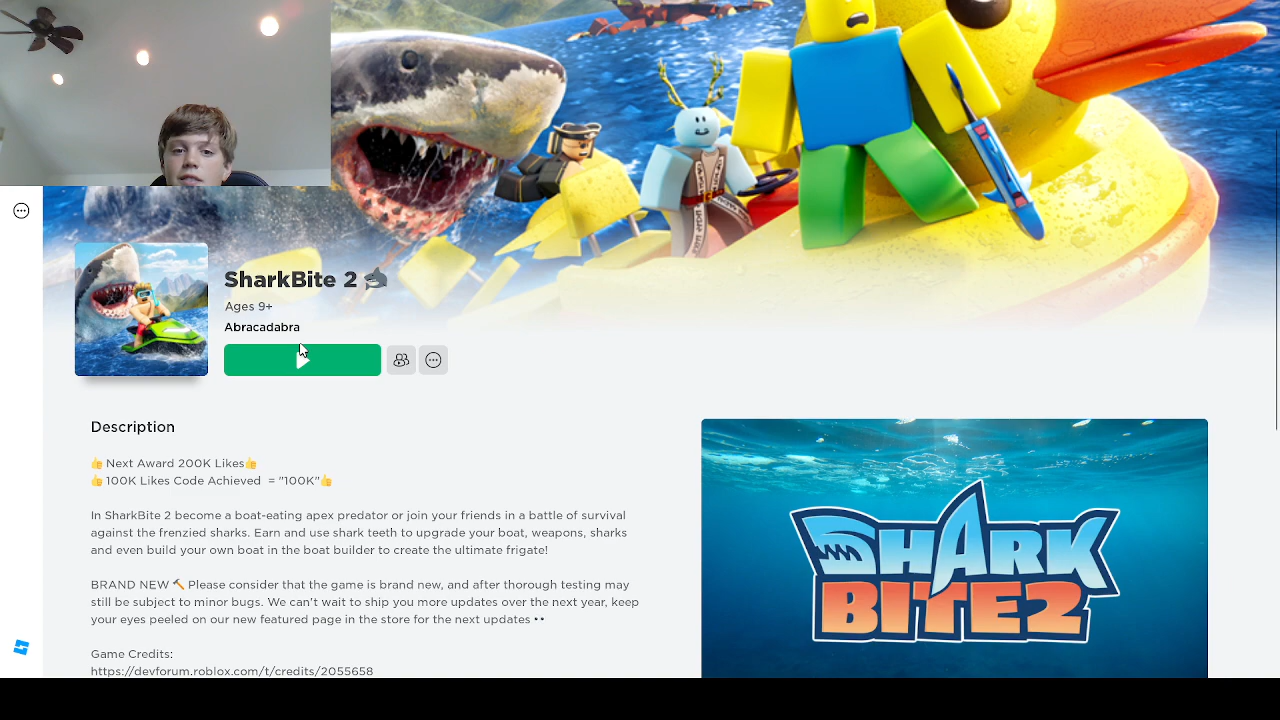 SharkBite 2
Ages 9+
Abracadabra
Description
👍 Next Award 200K Likes👍
👍 100K Likes Code Achieved = "100K"👍
In SharkBite 2 become a boat-eating apex predator or join your friends in a battle of survival
against the frenzied sharks. Earn and use shark teeth to upgrade your boat, weapons, sharks
and even build your own boat in the boat builder to create the ultimate frigate!
BRAND NEW 🔨 Please consider that the game is brand new, and after thorough testing may
still be subject to minor bugs. We can't wait to ship you more updates over the next year, keep
your eyes peeled on our new featured page in the store for the next updates 👀
Game Credits:
https://devforum.roblox.com/t/credits/2055658
SHARK
BITE2